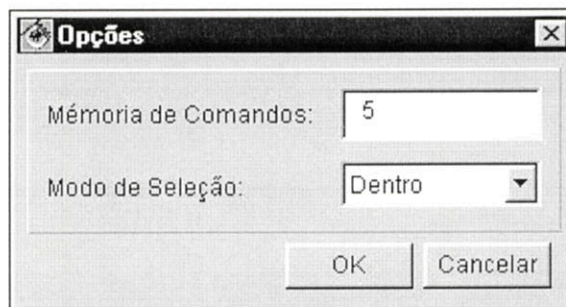 Opções
Mémoria de Comandos: 5
Modo de Seleção: Dentro
OK Cancelar